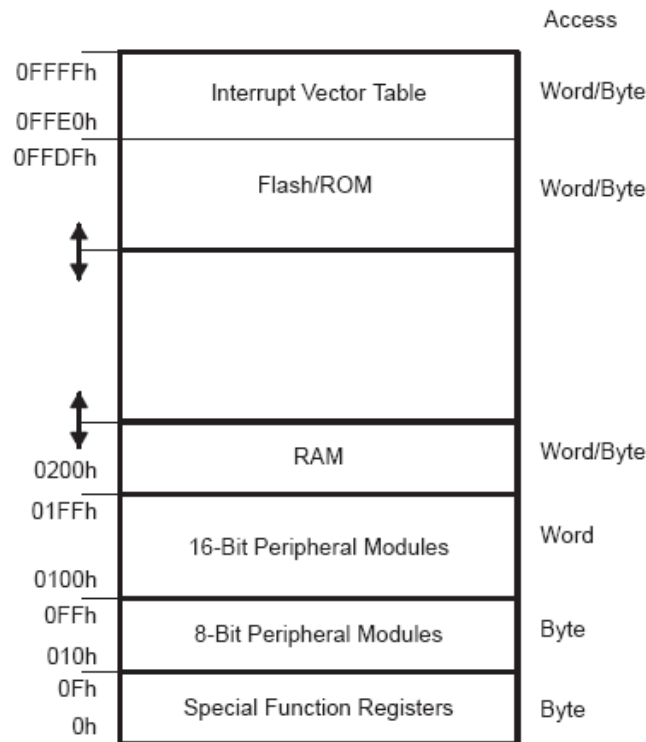 Access
0FFFFh
Interrupt Vector Table
Word/Byte
0FFE0h
0FFDFh
Flash/ROM
Word/Byte
RAM
Word/Byte
0200h
01FFh
16-Bit Peripheral Modules
Word
0100h
0FFh
8-Bit Peripheral Modules
Byte
010h
0Fh
Special Function Registers
Byte
0h